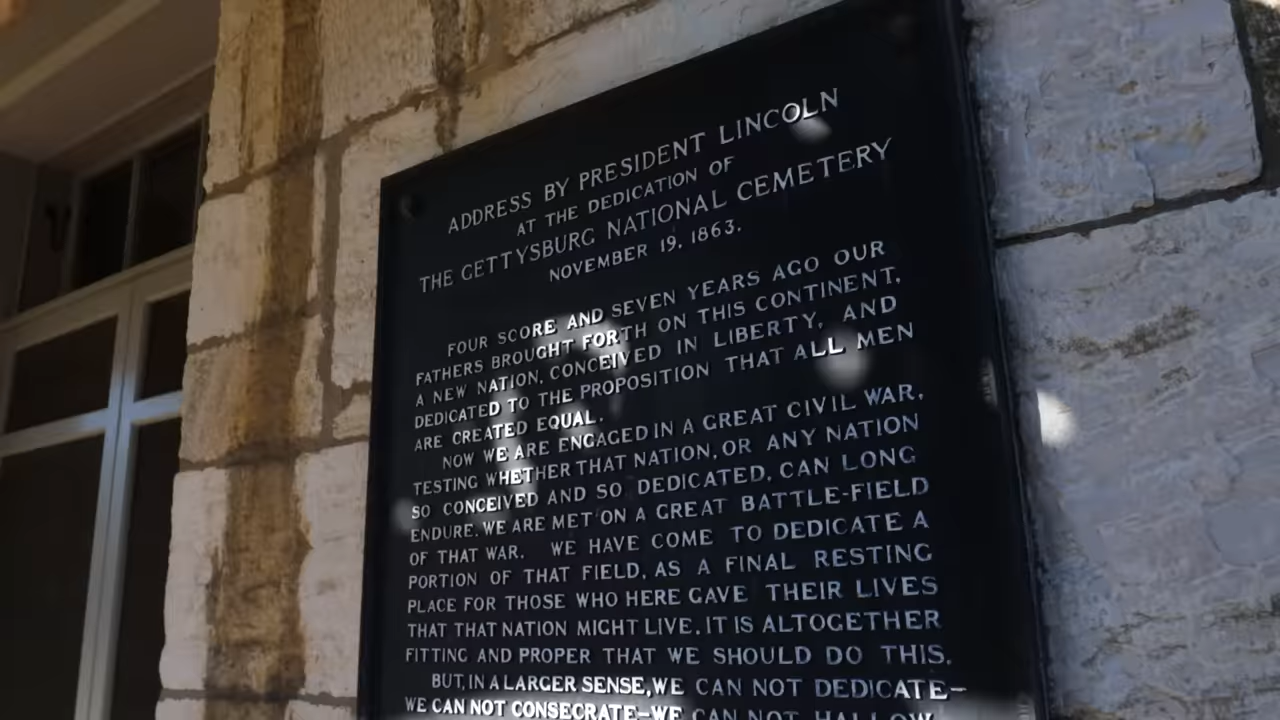 ADDRESS BY PRESIDENT LINCOLN
AT THE DEDICATION OF
THE GETTYSBURG NATIONAL CEMETERY
NOVEMBER 19, 1863.
FOUR SCORE AND SEVEN YEARS AGO OUR
FATHERS BROUGHT FORTH ON THIS CONTINENT,
A NEW NATION, CONCEIVED IN LIBERTY, AND
DEDICATED TO THE PROPOSITION THAT ALL MEN
ARE CREATED EQUAL.
NOW WE ARE ENGAGED IN A GREAT CIVIL WAR,
TESTING WHETHER THAT NATION, OR ANY NATION
SO CONCEIVED AND SO DEDICATED, CAN LONG
ENDURE. WE ARE MET ON A GREAT BATTLE-FIELD
OF THAT WAR. WE HAVE COME TO DEDICATE A
PORTION OF THAT FIELD, AS A FINAL RESTING
PLACE FOR THOSE WHO HERE GAVE THEIR LIVES
THAT THAT NATION MIGHT LIVE. IT IS ALTOGETHER
FITTING AND PROPER THAT WE SHOULD DO THIS.
BUT, IN A LARGER SENSE, WE CAN NOT DEDICATE—
WE CAN NOT CONSECRATE—WE CAN NOT HALLOW